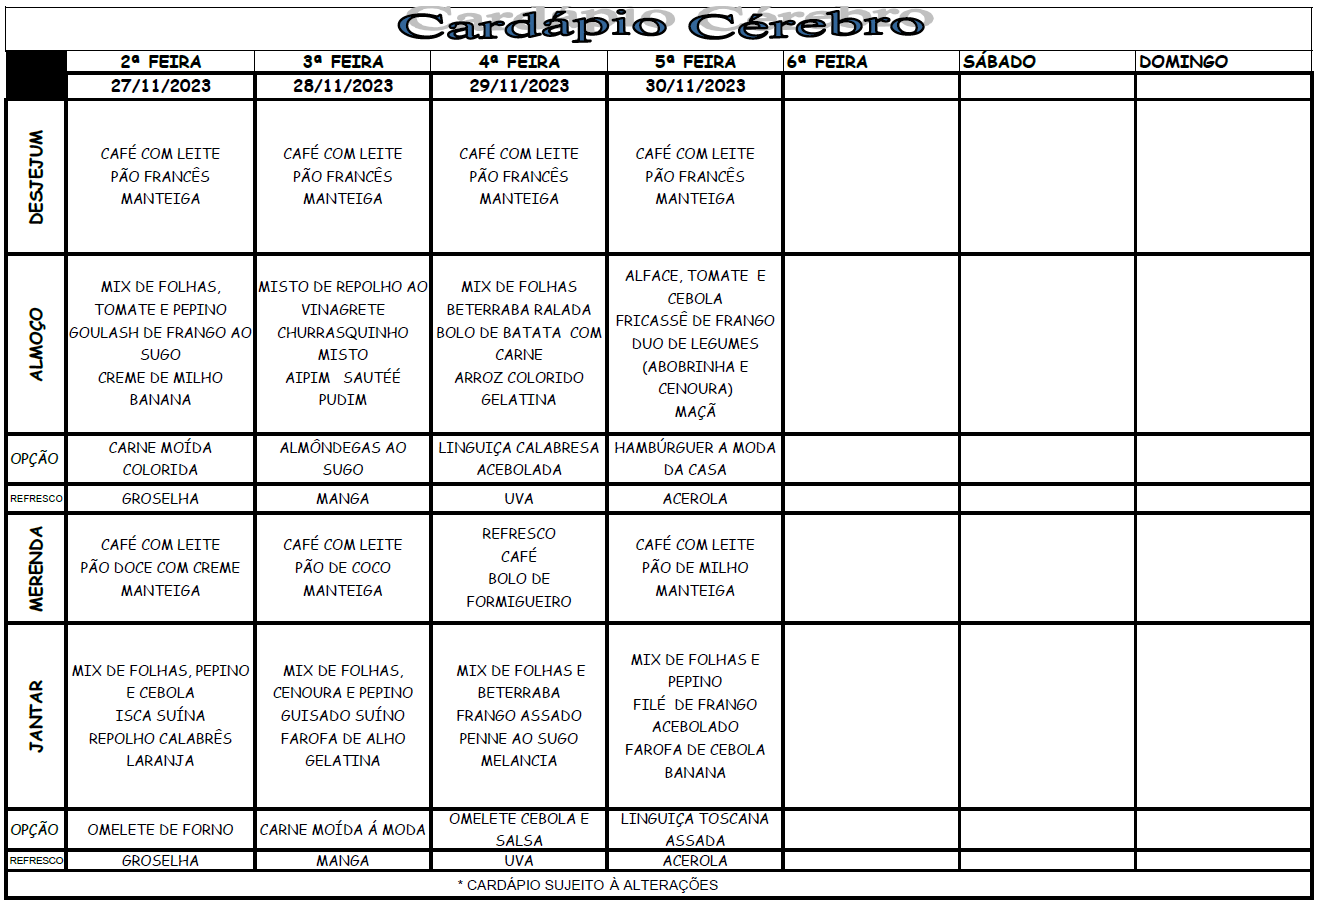 Cardápio Cérebro
2ª FEIRA 3ª FEIRA 4ª FEIRA 5ª FEIRA 6ª FEIRA SÁBADO DOMINGO
27/11/2023 28/11/2023 29/11/2023 30/11/2023
DESJEJUM
CAFÉ COM LEITE
PÃO FRANCÊS
MANTEIGA
CAFÉ COM LEITE
PÃO FRANCÊS
MANTEIGA
CAFÉ COM LEITE
PÃO FRANCÊS
MANTEIGA
CAFÉ COM LEITE
PÃO FRANCÊS
MANTEIGA
ALMOÇO
MIX DE FOLHAS,
TOMATE E PEPINO
GOULASH DE FRANGO AO
SUGO
CREME DE MILHO
BANANA
MISTO DE REPOLHO AO
VINAGRETE
CHURRASQUINHO
MISTO
AIPIM SAUTÉÉ
PUDIM
MIX DE FOLHAS
BETERRABA RALADA
BOLO DE BATATA COM
CARNE
ARROZ COLORIDO
GELATINA
ALFACE, TOMATE E
CEBOLA
FRICASSÊ DE FRANGO
DUO DE LEGUMES
(ABOBRINHA E
CENOURA)
MAÇÃ
OPÇÃO
CARNE MOÍDA
COLORIDA
ALMÔNDEGAS AO
SUGO
LINGUIÇA CALABRESA
ACEBOLADA
HAMBÚRGUER A MODA
DA CASA
REFRESCO GROSELHA MANGA UVA ACEROLA
MERENDA
CAFÉ COM LEITE
PÃO DOCE COM CREME
MANTEIGA
CAFÉ COM LEITE
PÃO DE COCO
MANTEIGA
REFRESCO
CAFÉ
BOLO DE
FORMIGUEIRO
CAFÉ COM LEITE
PÃO DE MILHO
MANTEIGA
JANTAR
MIX DE FOLHAS, PEPINO
E CEBOLA
ISCA SUÍNA
REPOLHO CALABRÊS
LARANJA
MIX DE FOLHAS,
CENOURA E PEPINO
GUISADO SUÍNO
FAROFA DE ALHO
GELATINA
MIX DE FOLHAS E
BETERRABA
FRANGO ASSADO
PENNE AO SUGO
MELANCIA
MIX DE FOLHAS E
PEPINO
FILÉ DE FRANGO
ACEBOLADO
FAROFA DE CEBOLA
BANANA
OPÇÃO
OMELETE DE FORNO
CARNE MOÍDA Á MODA
OMELETE CEBOLA E
SALSA
LINGUIÇA TOSCANA
ASSADA
REFRESCO GROSELHA MANGA UVA ACEROLA
* CARDÁPIO SUJEITO À ALTERAÇÕES